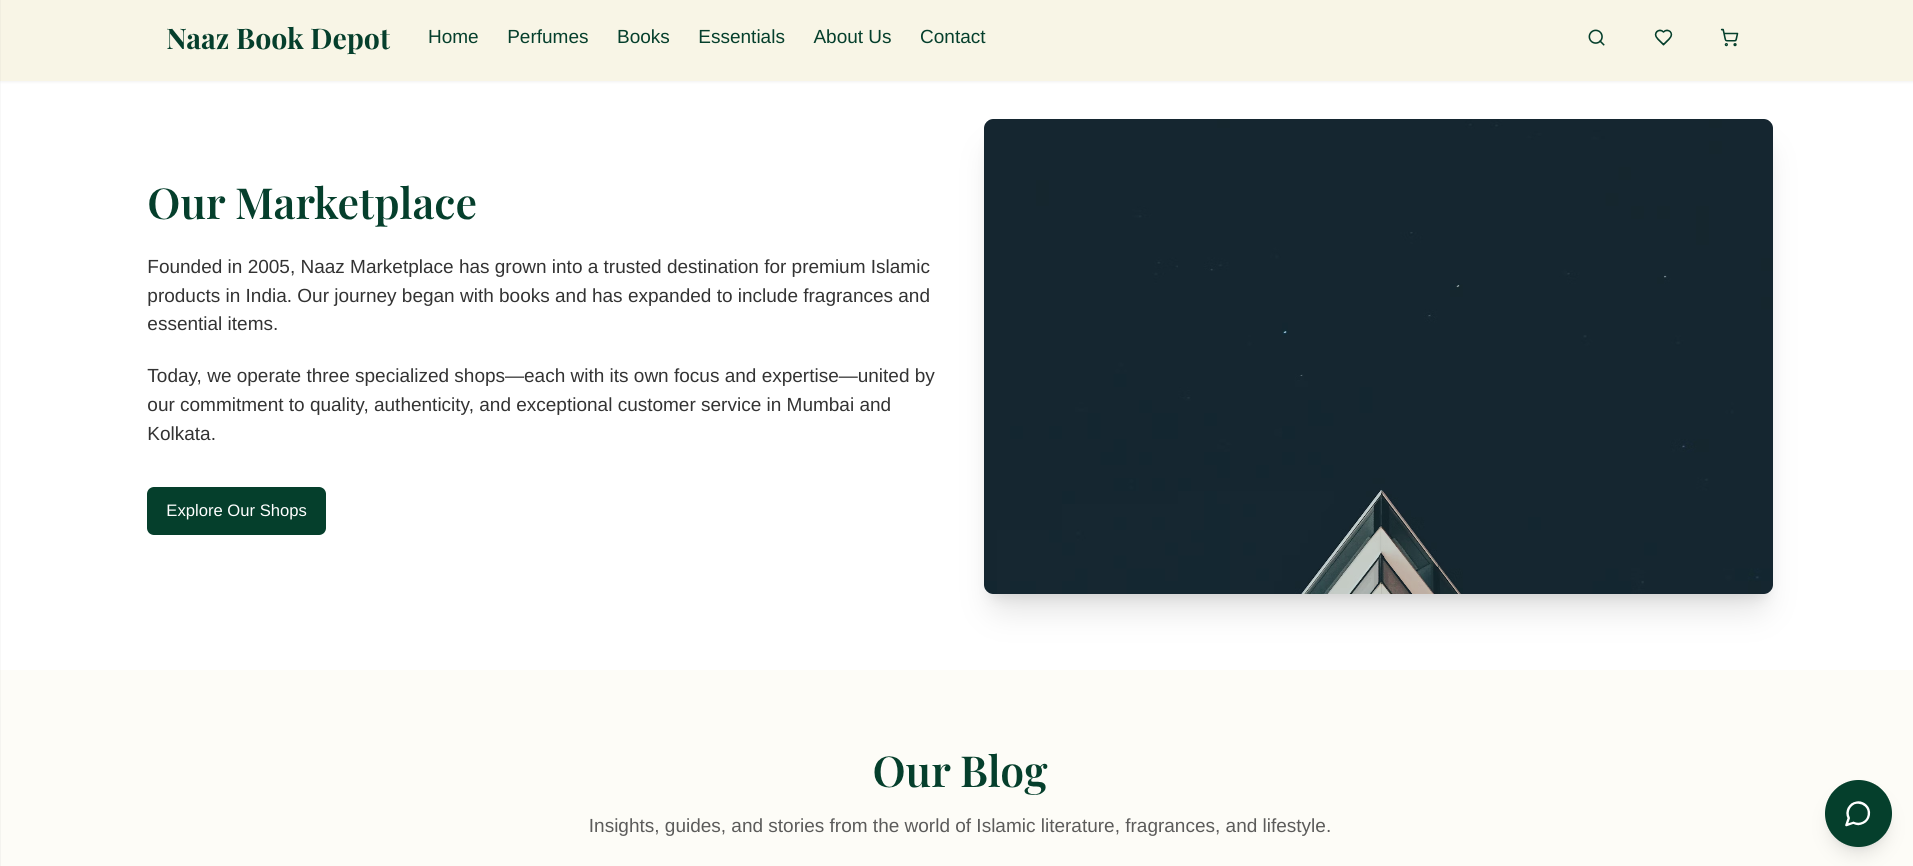 Naaz Book Depot
Home
Perfumes
Books
Essentials
About Us
Contact
Our Marketplace
Founded in 2005, Naaz Marketplace has grown into a trusted destination for premium Islamic
products in India. Our journey began with books and has expanded to include fragrances and
essential items.
Today, we operate three specialized shops—each with its own focus and expertise—united by
our commitment to quality, authenticity, and exceptional customer service in Mumbai and
Kolkata.
Explore Our Shops
Our Blog
Insights, guides, and stories from the world of Islamic literature, fragrances, and lifestyle.